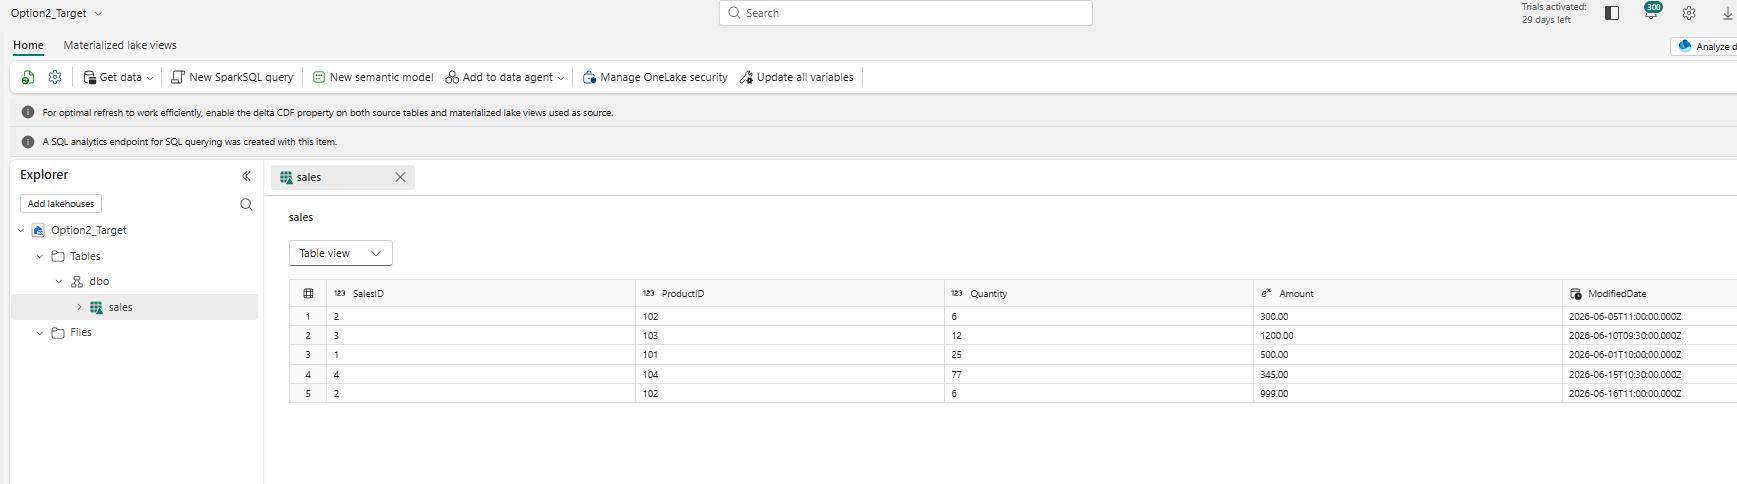 Option2_Target
Search
Trials activated:
29 days left
300
Home Materialized lake views
Analyze d
Get data New SparkSQL query New semantic model Add to data agent Manage OneLake security Update all variables
For optimal refresh to work efficiently, enable the delta CDF property on both source tables and materialized lake views used as source.
A SQL analytics endpoint for SQL querying was created with this item.
Explorer
Add lakehouses
Option2_Target
Tables
dbo
sales
Files
sales
sales
Table view
123 SalesID 123 ProductID 123 Quantity eˣ Amount ModifiedDate
1 2 102 6 300.00 2026-06-05T11:00:00.000Z
2 3 103 12 1200.00 2026-06-10T09:30:00.000Z
3 1 101 25 500.00 2026-06-01T10:00:00.000Z
4 4 104 77 345.00 2026-06-15T10:30:00.000Z
5 2 102 6 999.00 2026-06-16T11:00:00.000Z